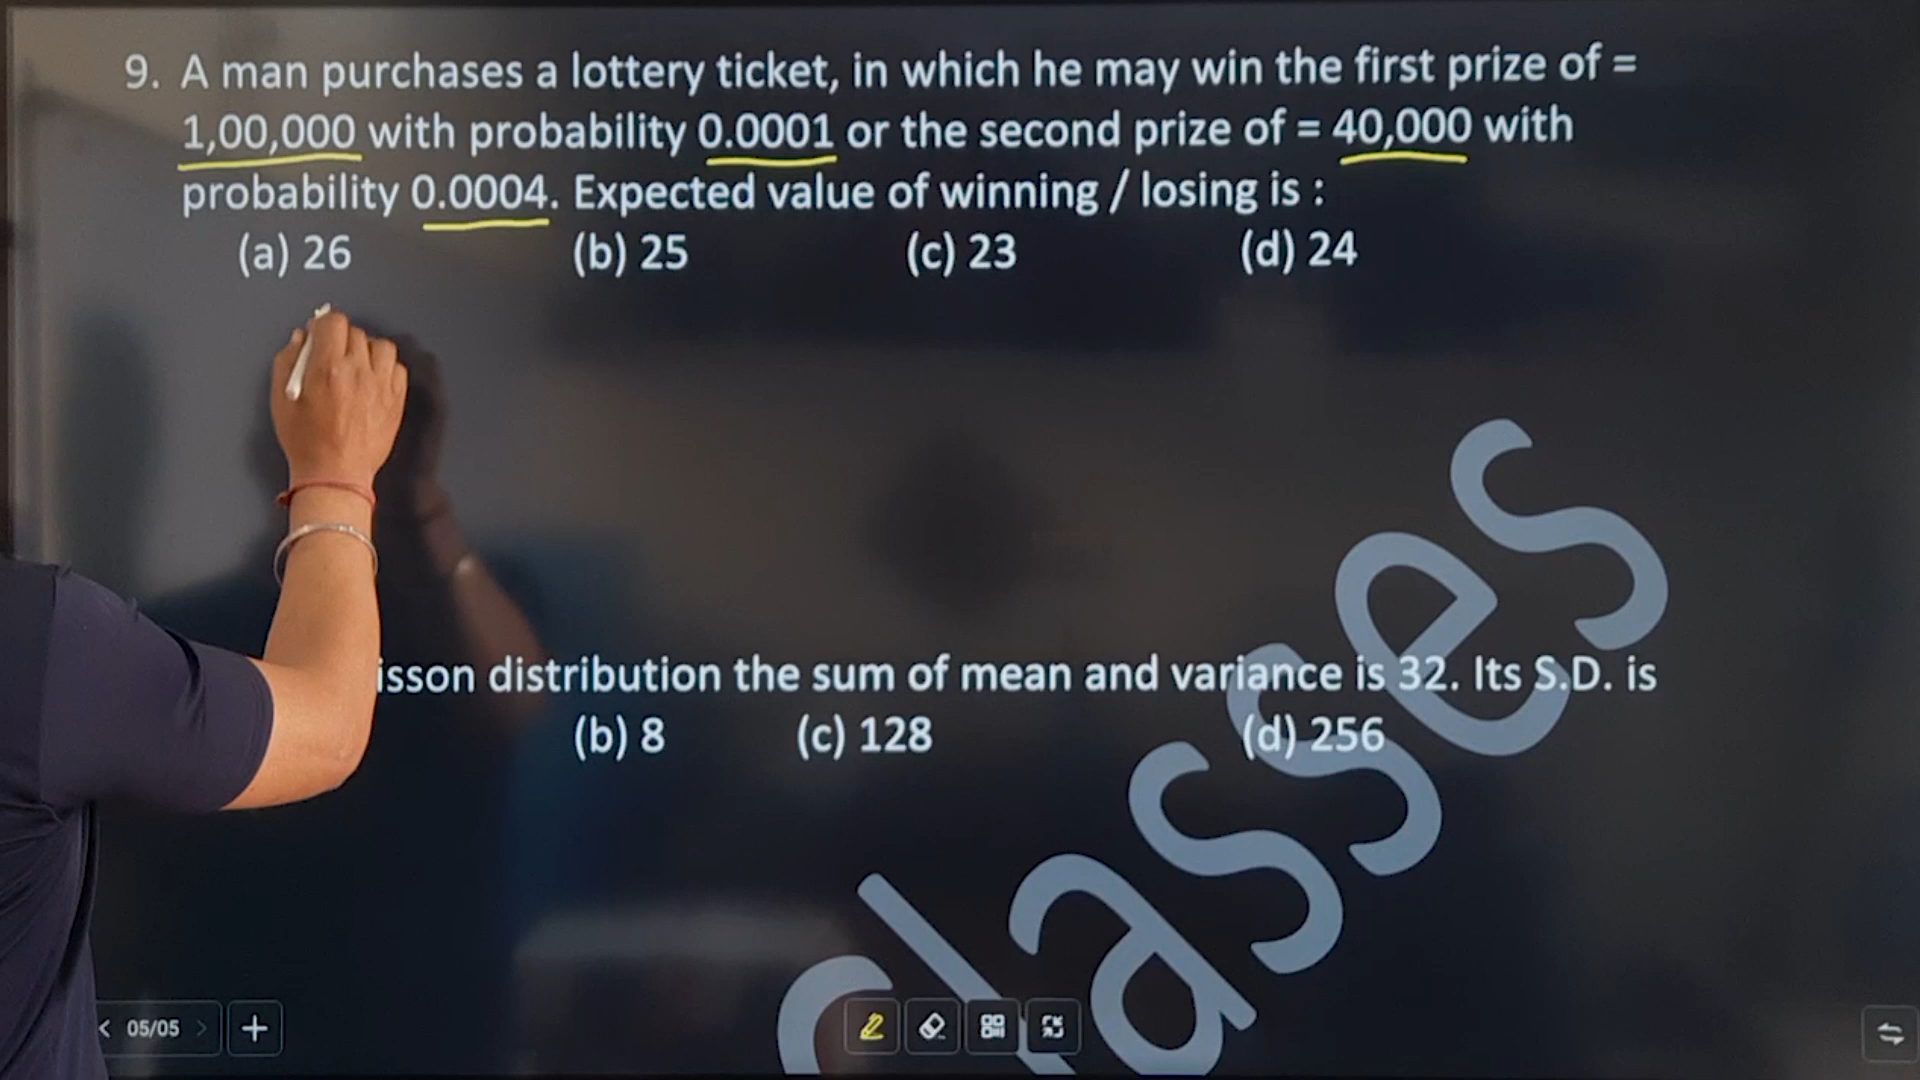 9. A man purchases a lottery ticket, in which he may win the first prize of =
1,00,000 with probability 0.0001 or the second prize of = 40,000 with
probability 0.0004. Expected value of winning / losing is :
(a) 26 (b) 25 (c) 23 (d) 24
isson distribution the sum of mean and variance is 32. Its S.D. is
(b) 8 (c) 128 (d) 256
classes
05/05